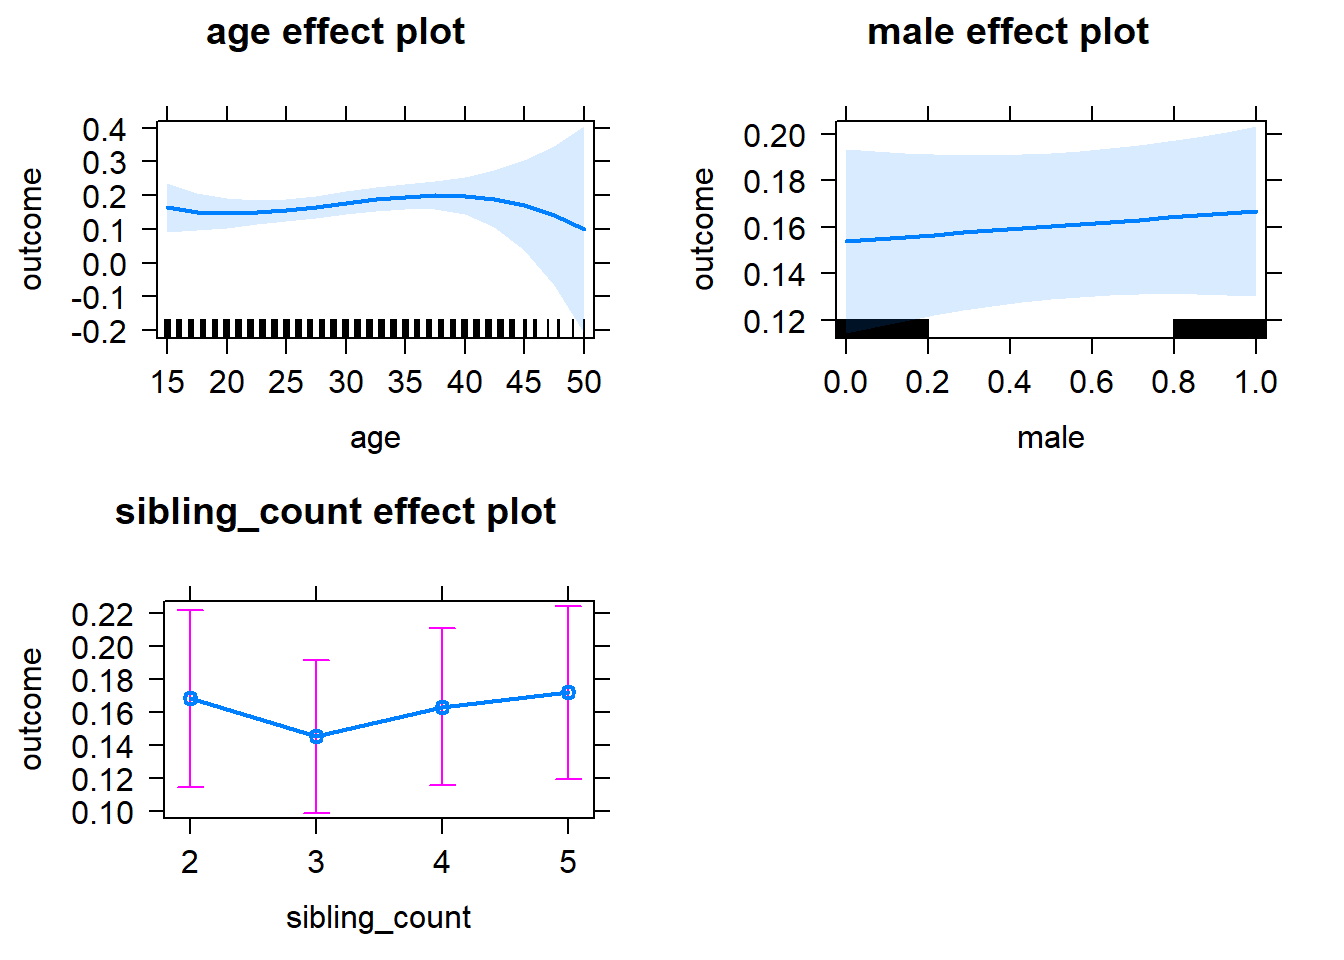 age effect plot
outcome
0.4
0.3
0.2
0.1
0.0
-0.1
-0.2
15 20 25 30 35 40 45 50
age
male effect plot
outcome
0.20
0.18
0.16
0.14
0.12
0.0 0.2 0.4 0.6 0.8 1.0
male
sibling_count effect plot
outcome
0.22
0.20
0.18
0.16
0.14
0.12
0.10
2 3 4 5
sibling_count